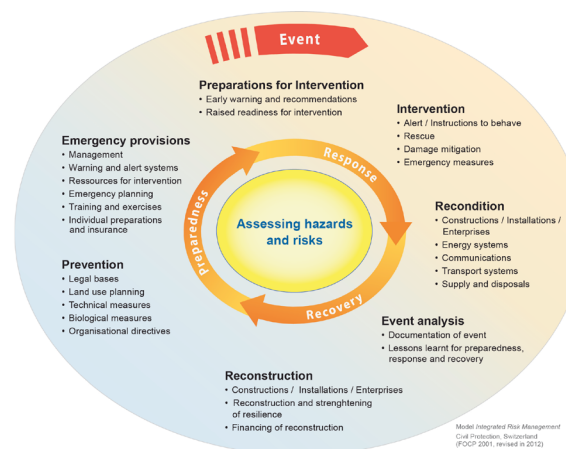 Event
Preparations for Intervention
• Early warning and recommendations
• Raised readiness for intervention
Intervention
• Alert / Instructions to behave
• Rescue
• Damage mitigation
• Emergency measures
Emergency provisions
• Management
• Warning and alert systems
• Ressources for intervention
• Emergency planning
• Training and exercises
• Individual preparations
and insurance
Response
Preparedness
Recovery
Assessing hazards
and risks
Recondition
• Constructions / Installations /
Enterprises
• Energy systems
• Communications
• Transport systems
• Supply and disposals
Prevention
• Legal bases
• Land use planning
• Technical measures
• Biological measures
• Organisational directives
Event analysis
• Documentation of event
• Lessons learnt for preparedness,
response and recovery
Reconstruction
• Constructions / Installations / Enterprises
• Reconstruction and strenghtening
of resilience
• Financing of reconstruction
Model Integrated Risk Management
Civil Protection, Switzerland
(FOCP 2001, revised in 2012)